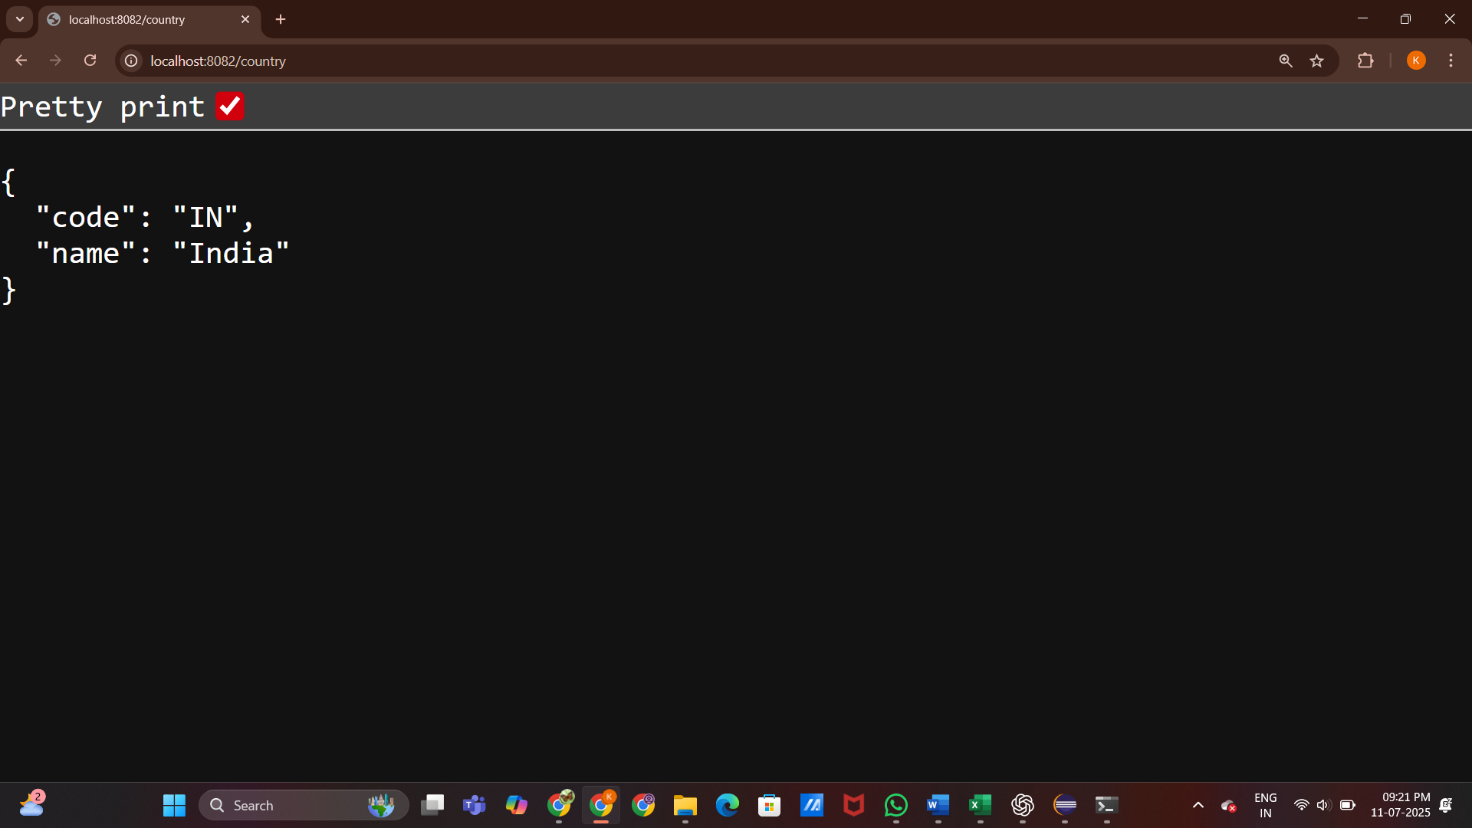 localhost:8082/country
localhost:8082/country
K
Pretty print
{
  "code": "IN",
  "name": "India"
}
2
Search
K
ENG
IN
09:21 PM
11-07-2025